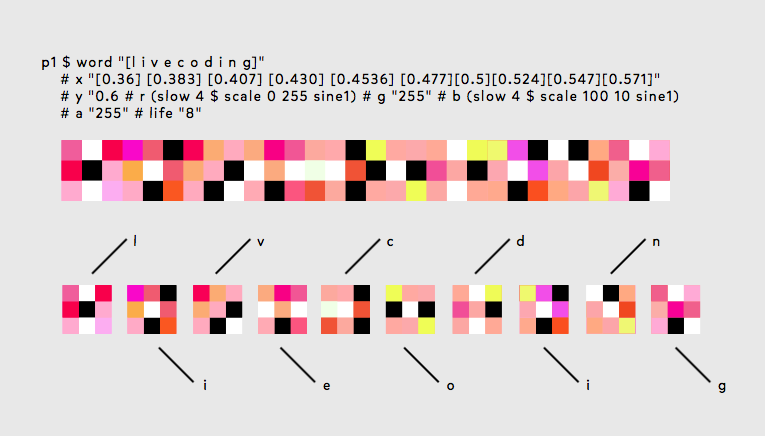 p1 $ word "[l i v e c o d i n g]"
# x "[0.36] [0.383] [0.407] [0.430] [0.4536] [0.477][0.5][0.524][0.547][0.571]"
# y "0.6 # r (slow 4 $ scale 0 255 sine1) # g "255" # b (slow 4 $ scale 100 10 sine1)
# a "255" # life "8"
l v c d n
i e o i g